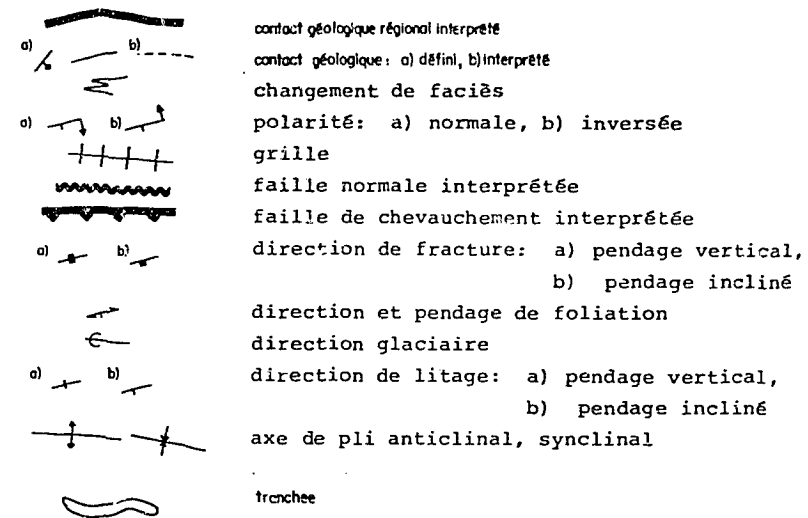 contact géologique régional interprété
a) b) contact géologique: a) défini, b) interprété
changement de faciès
a) b) polarité: a) normale, b) inversée
grille
faille normale interprétée
faille de chevauchement interprétée
a) b) direction de fracture: a) pendage vertical,
b) pendage incliné
direction et pendage de foliation
direction glaciaire
a) b) direction de litage: a) pendage vertical,
b) pendage incliné
axe de pli anticlinal, synclinal
tranchee